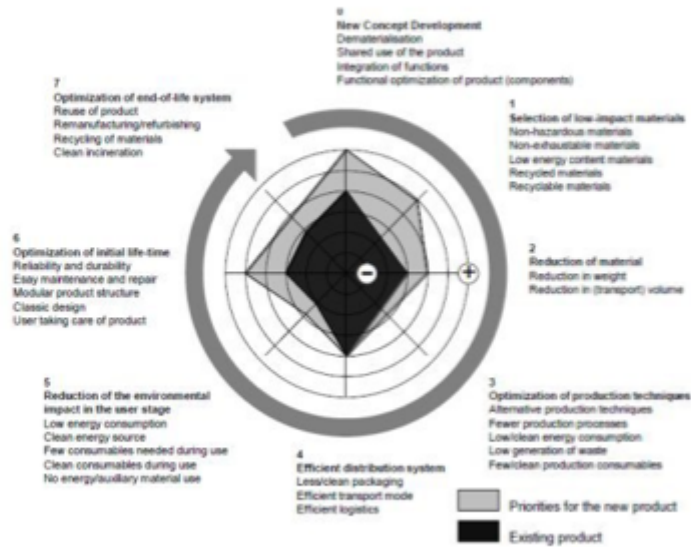 0
New Concept Development
Dematerialisation
Shared use of the product
Integration of functions
Functional optimization of product (components)
7
Optimization of end-of-life system
Reuse of product
Remanufacturing/refurbishing
Recycling of materials
Clean incineration
1
Selection of low-impact materials
Non-hazardous materials
Non-exhaustable materials
Low energy content materials
Recycled materials
Recyclable materials
6
Optimization of initial life-time
Reliability and durability
Esay maintenance and repair
Modular product structure
Classic design
User taking care of product
2
Reduction of material
Reduction in weight
Reduction in (transport) volume
-
+
5
Reduction of the environmental
impact in the user stage
Low energy consumption
Clean energy source
Few consumables needed during use
Clean consumables during use
No energy/auxiliary material use
4
Efficient distribution system
Less/clean packaging
Efficient transport mode
Efficient logistics
3
Optimization of production techniques
Alternative production techniques
Fewer production processes
Low/clean energy consumption
Low generation of waste
Few/clean production consumables
Priorities for the new product
Existing product